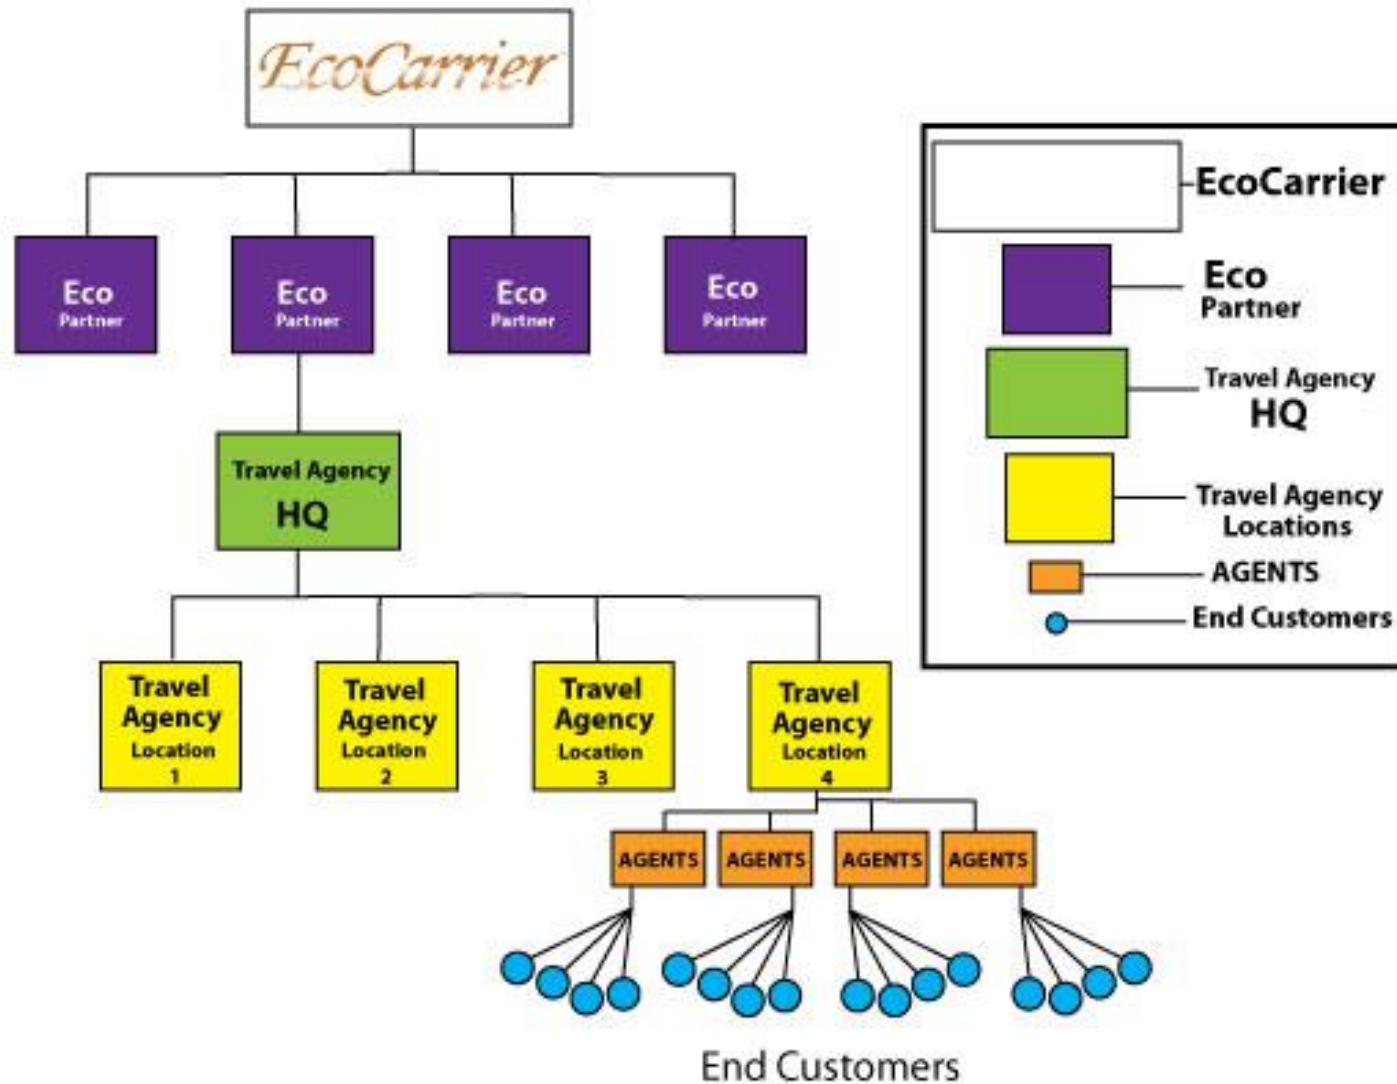 EcoCarrier
Eco
Partner
Eco
Partner
Eco
Partner
Eco
Partner
Travel Agency
HQ
Travel
Agency
Location
1
Travel
Agency
Location
2
Travel
Agency
Location
3
Travel
Agency
Location
4
AGENTS
AGENTS
AGENTS
AGENTS
End Customers
EcoCarrier
Eco
Partner
Travel Agency
HQ
Travel Agency
Locations
AGENTS
End Customers